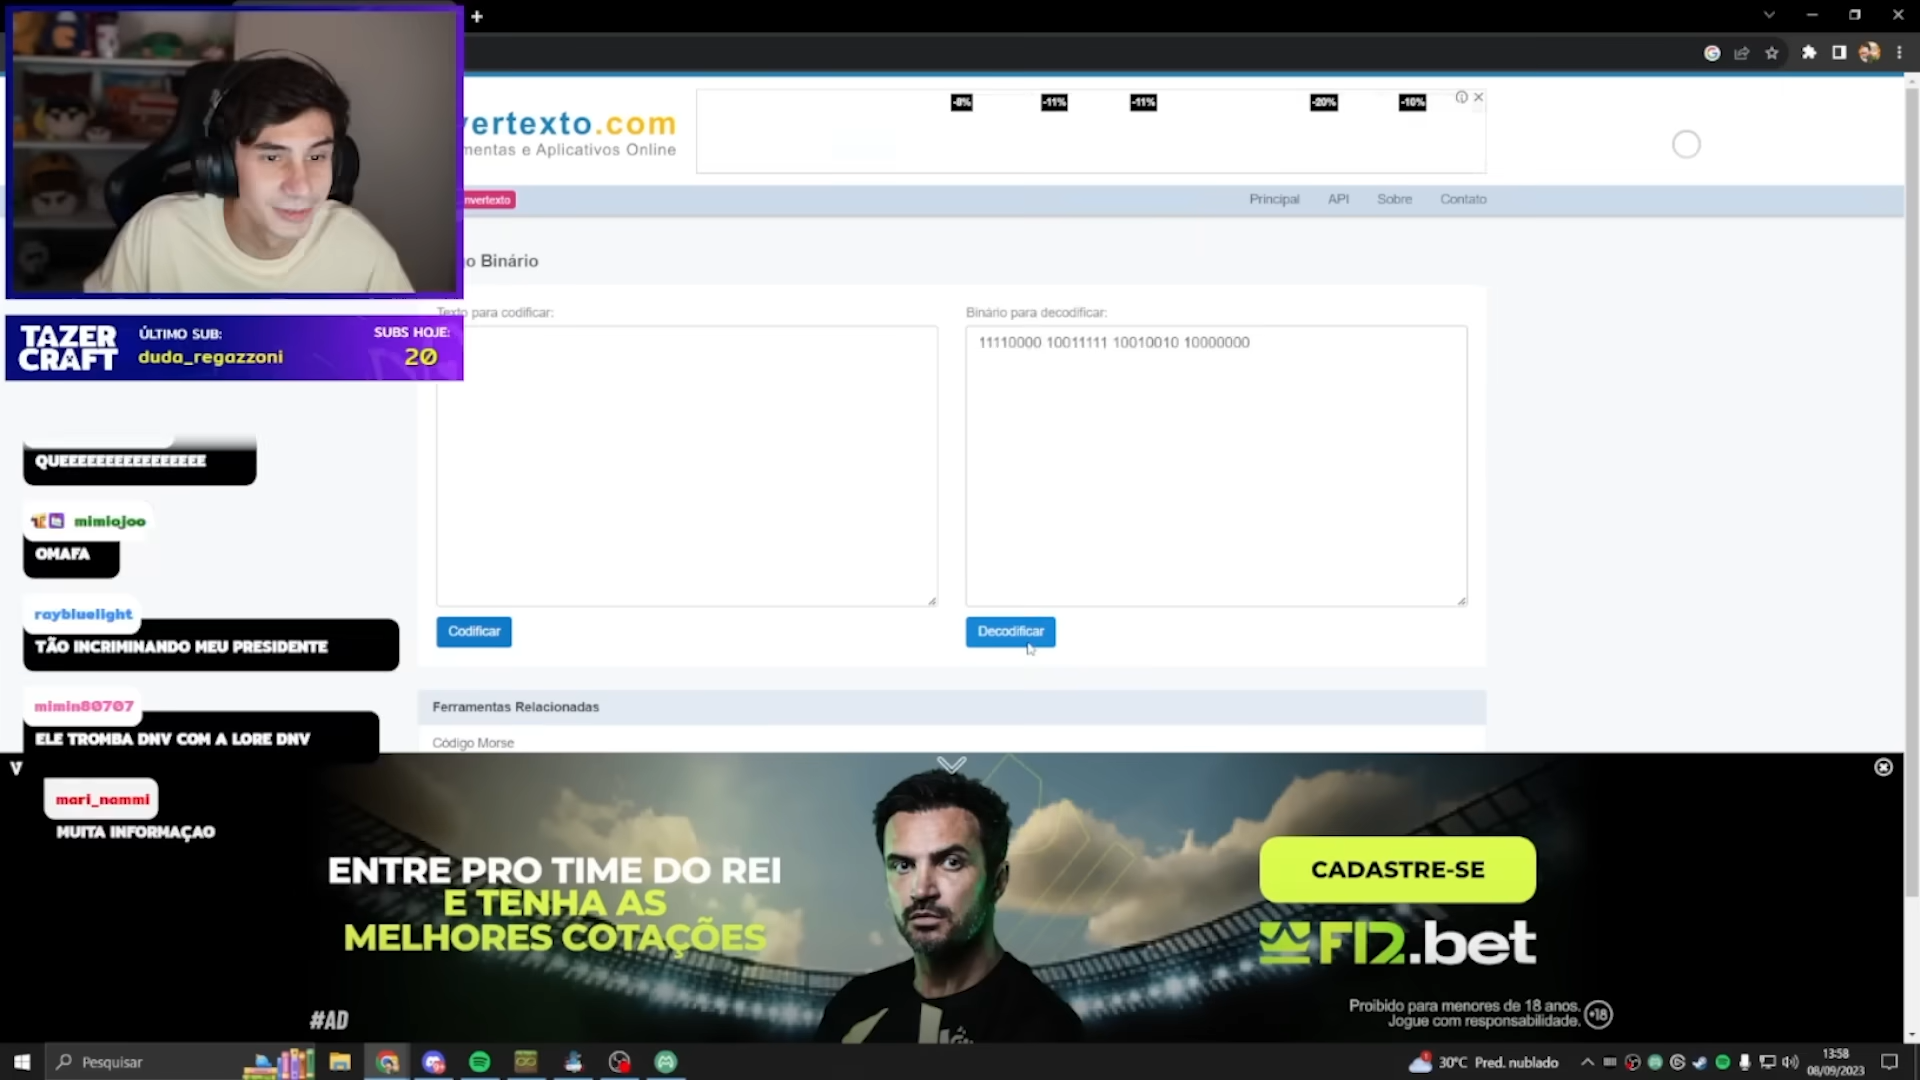 vertexto.com
mentas e Aplicativos Online
-8%
-11%
-11%
-20%
-10%
nvertexto
Principal
API
Sobre
Contato
o Binário
Texto para codificar:
Binário para decodificar:
11110000 10011111 10010010 10000000
Codificar
Decodificar
Ferramentas Relacionadas
Código Morse
TAZER
CRAFT
ÚLTIMO SUB:
duda_regazzoni
SUBS HOJE:
20
QUEEEEEEEEEEEEEEEE
mimiojoo
OMAFA
raybluelight
TÃO INCRIMINANDO MEU PRESIDENTE
mimin80707
ELE TROMBA DNV COM A LORE DNV
mari_nammi
MUITA INFORMAÇAO
ENTRE PRO TIME DO REI
E TENHA AS
MELHORES COTAÇÕES
#AD
CADASTRE-SE
F12.bet
Proibido para menores de 18 anos.
Jogue com responsabilidade.
+18
Pesquisar
30°C Pred. nublado
13:58
08/09/2023